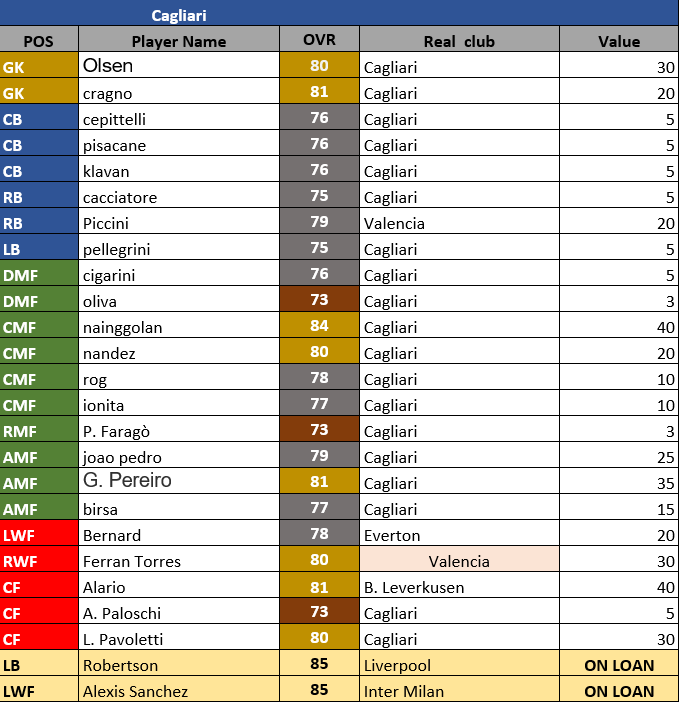 Cagliari
POS Player Name OVR Real club Value
GK Olsen 80 Cagliari 30
GK cragno 81 Cagliari 20
CB cepittelli 76 Cagliari 5
CB pisacane 76 Cagliari 5
CB klavan 76 Cagliari 5
RB cacciatore 75 Cagliari 5
RB Piccini 79 Valencia 20
LB pellegrini 75 Cagliari 5
DMF cigarini 76 Cagliari 5
DMF oliva 73 Cagliari 3
CMF nainggolan 84 Cagliari 40
CMF nandez 80 Cagliari 20
CMF rog 78 Cagliari 10
CMF ionita 77 Cagliari 10
RMF P. Faragò 73 Cagliari 3
AMF joao pedro 79 Cagliari 25
AMF G. Pereiro 81 Cagliari 35
AMF birsa 77 Cagliari 15
LWF Bernard 78 Everton 20
RWF Ferran Torres 80 Valencia 30
CF Alario 81 B. Leverkusen 40
CF A. Paloschi 73 Cagliari 5
CF L. Pavoletti 80 Cagliari 30
LB Robertson 85 Liverpool ON LOAN
LWF Alexis Sanchez 85 Inter Milan ON LOAN